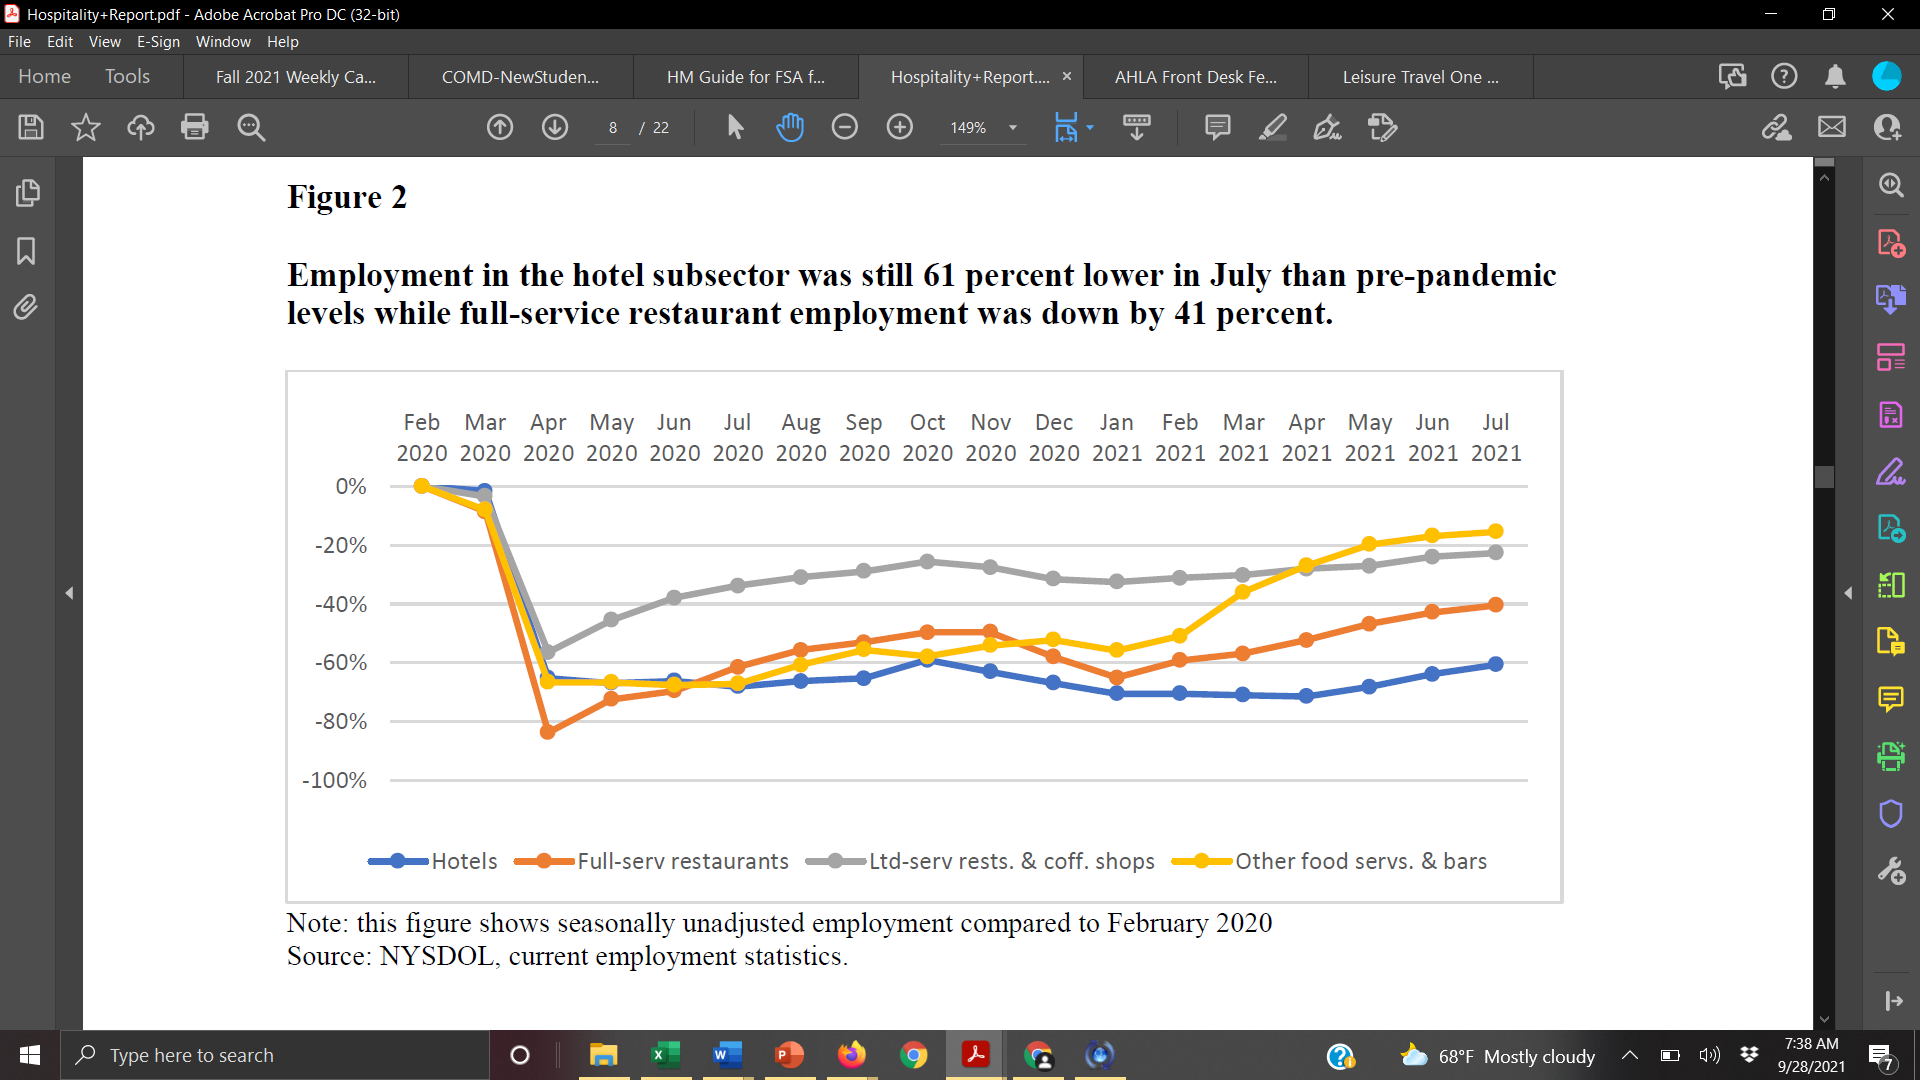 Hospitality+Report.pdf - Adobe Acrobat Pro DC (32-bit)
File Edit View E-Sign Window Help
Home Tools Fall 2021 Weekly Ca... COMD-NewStuden... HM Guide for FSA f... Hospitality+Report.... × AHLA Front Desk Fe... Leisure Travel One ...
8 / 22 149%
Figure 2
Employment in the hotel subsector was still 61 percent lower in July than pre-pandemic
levels while full-service restaurant employment was down by 41 percent.
Feb Mar Apr May Jun Jul Aug Sep Oct Nov Dec Jan Feb Mar Apr May Jun Jul
2020 2020 2020 2020 2020 2020 2020 2020 2020 2020 2020 2021 2021 2021 2021 2021 2021 2021
0%
-20%
-40%
-60%
-80%
-100%
Hotels Full-serv restaurants Ltd-serv rests. & coff. shops Other food servs. & bars
Note: this figure shows seasonally unadjusted employment compared to February 2020
Source: NYSDOL, current employment statistics.
Type here to search
68°F Mostly cloudy
7:38 AM
9/28/2021
7